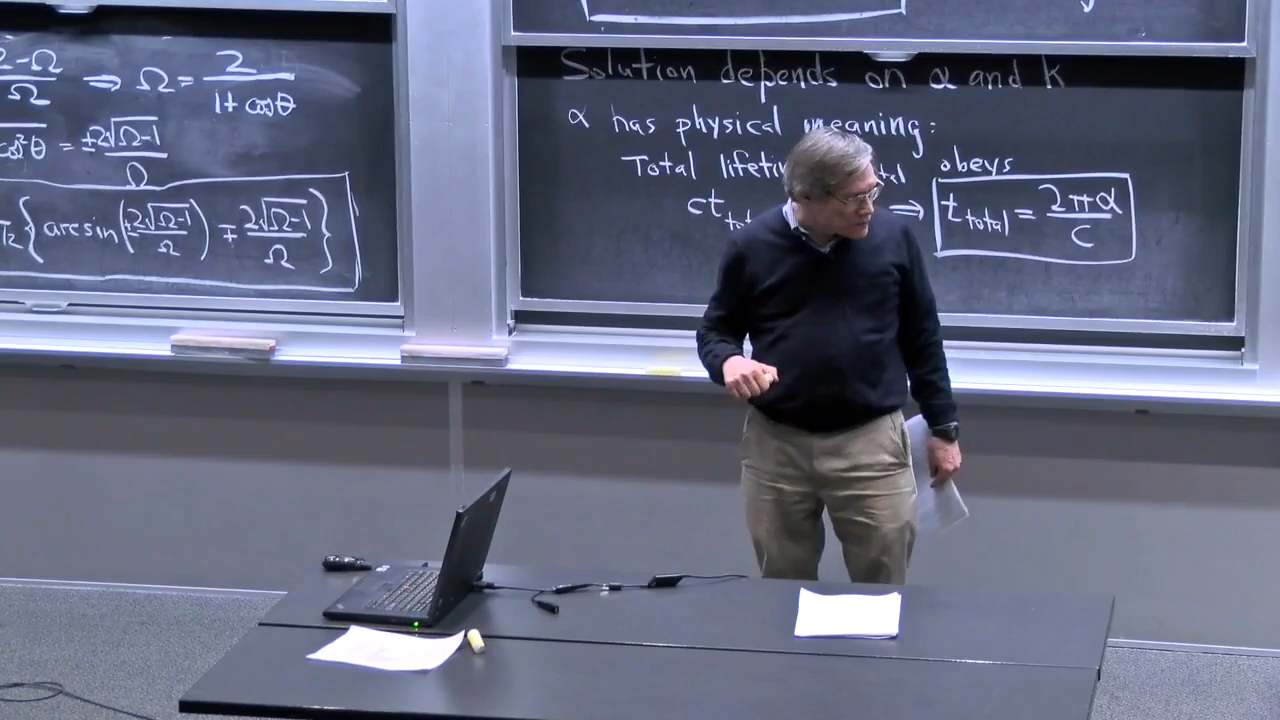 2-Ω/Ω ⇒ Ω = 2/(1+cosθ)
cos²θ = ±2√(Ω-1)/Ω
{arcsin(±2√(Ω-1)/Ω) ∓ 2√(Ω-1)/Ω}
Solution depends on α and k
α has physical meaning:
Total obeys
ct ⇒ t_total = 2πα/c